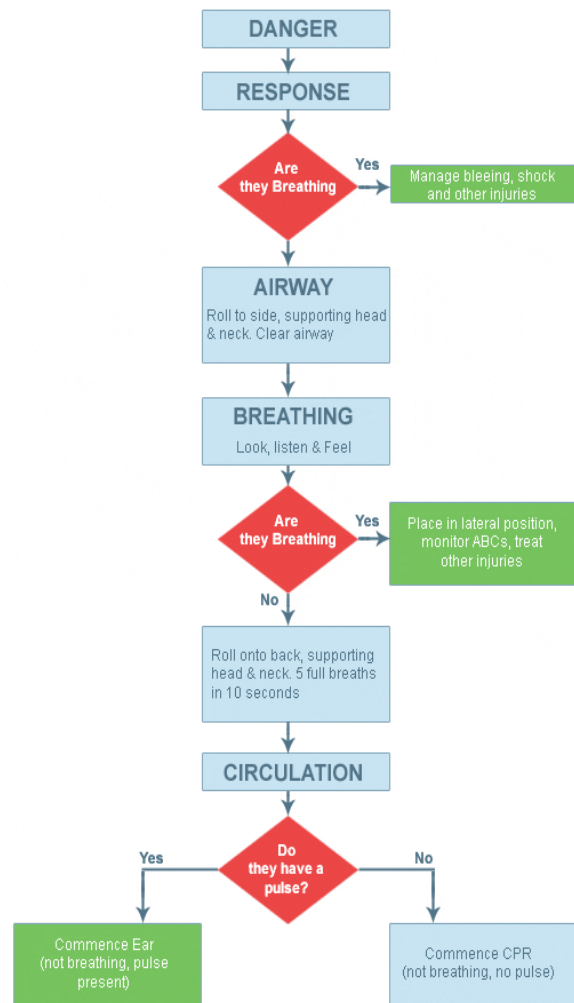 DANGER
RESPONSE
Are
they Breathing
Yes
Manage bleeing, shock
and other injuries
AIRWAY
Roll to side, supporting head
& neck. Clear airway
BREATHING
Look, listen & Feel
Are
they Breathing
Yes
Place in lateral position,
monitor ABCs, treat
other injuries
No
Roll onto back, supporting
head & neck. 5 full breaths
in 10 seconds
CIRCULATION
Do
they have a
pulse?
Yes
No
Commence Ear
(not breathing, pulse
present)
Commence CPR
(not breathing, no pulse)